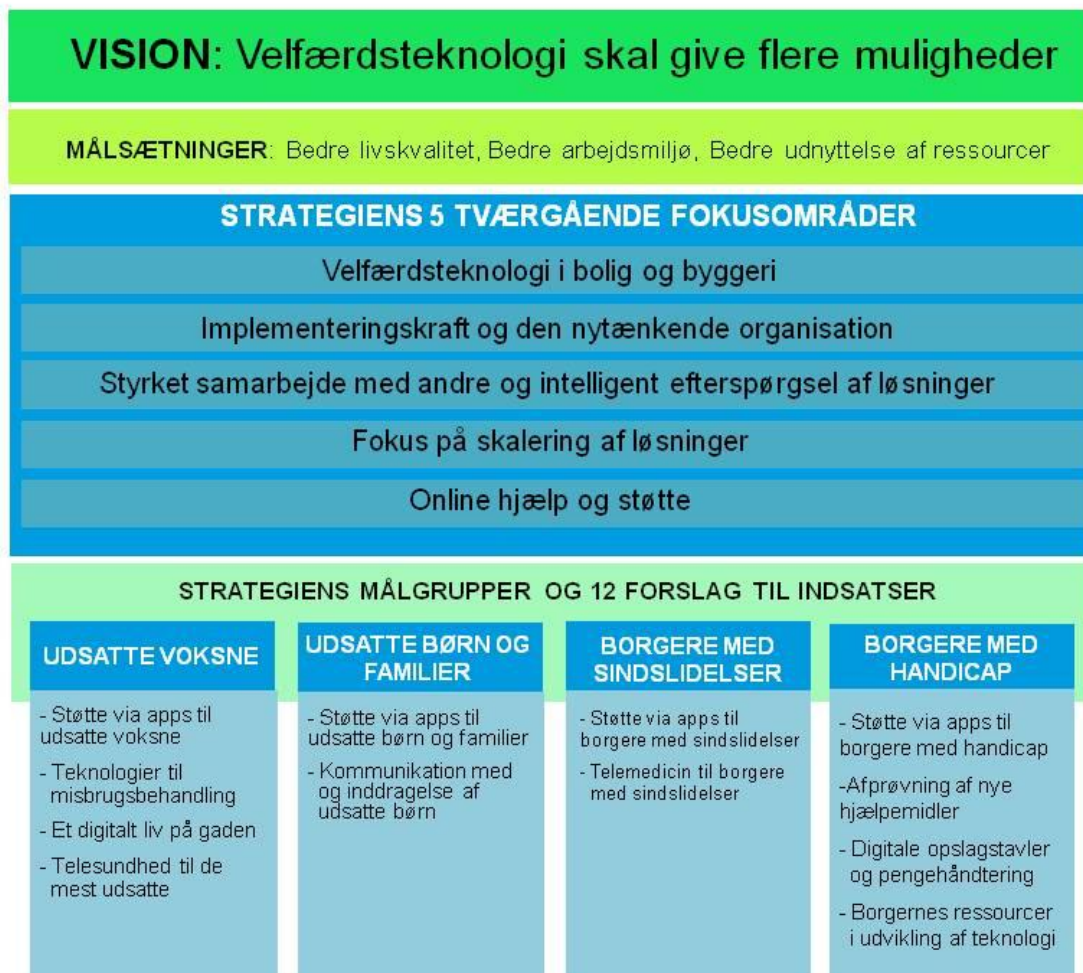 VISION: Velfærdsteknologi skal give flere muligheder
MÅLSÆTNINGER: Bedre livskvalitet, Bedre arbejdsmiljø, Bedre udnyttelse af ressourcer
STRATEGIENS 5 TVÆRGÅENDE FOKUSOMRÅDER
Velfærdsteknologi i bolig og byggeri
Implementeringskraft og den nytænkende organisation
Styrket samarbejde med andre og intelligent efterspørgsel af løsninger
Fokus på skalering af løsninger
Online hjælp og støtte
STRATEGIENS MÅLGRUPPER OG 12 FORSLAG TIL INDSATSER
UDSATTE VOKSNE
- Støtte via apps til
udsatte voksne
- Teknologier til
misbrugsbehandling
- Et digitalt liv på gaden
- Telesundhed til de
mest udsatte
UDSATTE BØRN OG
FAMILIER
- Støtte via apps til
udsatte børn og familier
- Kommunikation med
og inddragelse af
udsatte børn
BORGERE MED
SINDSLIDELSER
- Støtte via apps til
borgere med sindslidelser
- Telemedicin til borgere
med sindslidelser
BORGERE MED
HANDICAP
- Støtte via apps til
borgere med handicap
-Afprøvning af nye
hjælpemidler
- Digitale opslagstavler
og pengehåndtering
- Borgernes ressourcer
i udvikling af teknologi